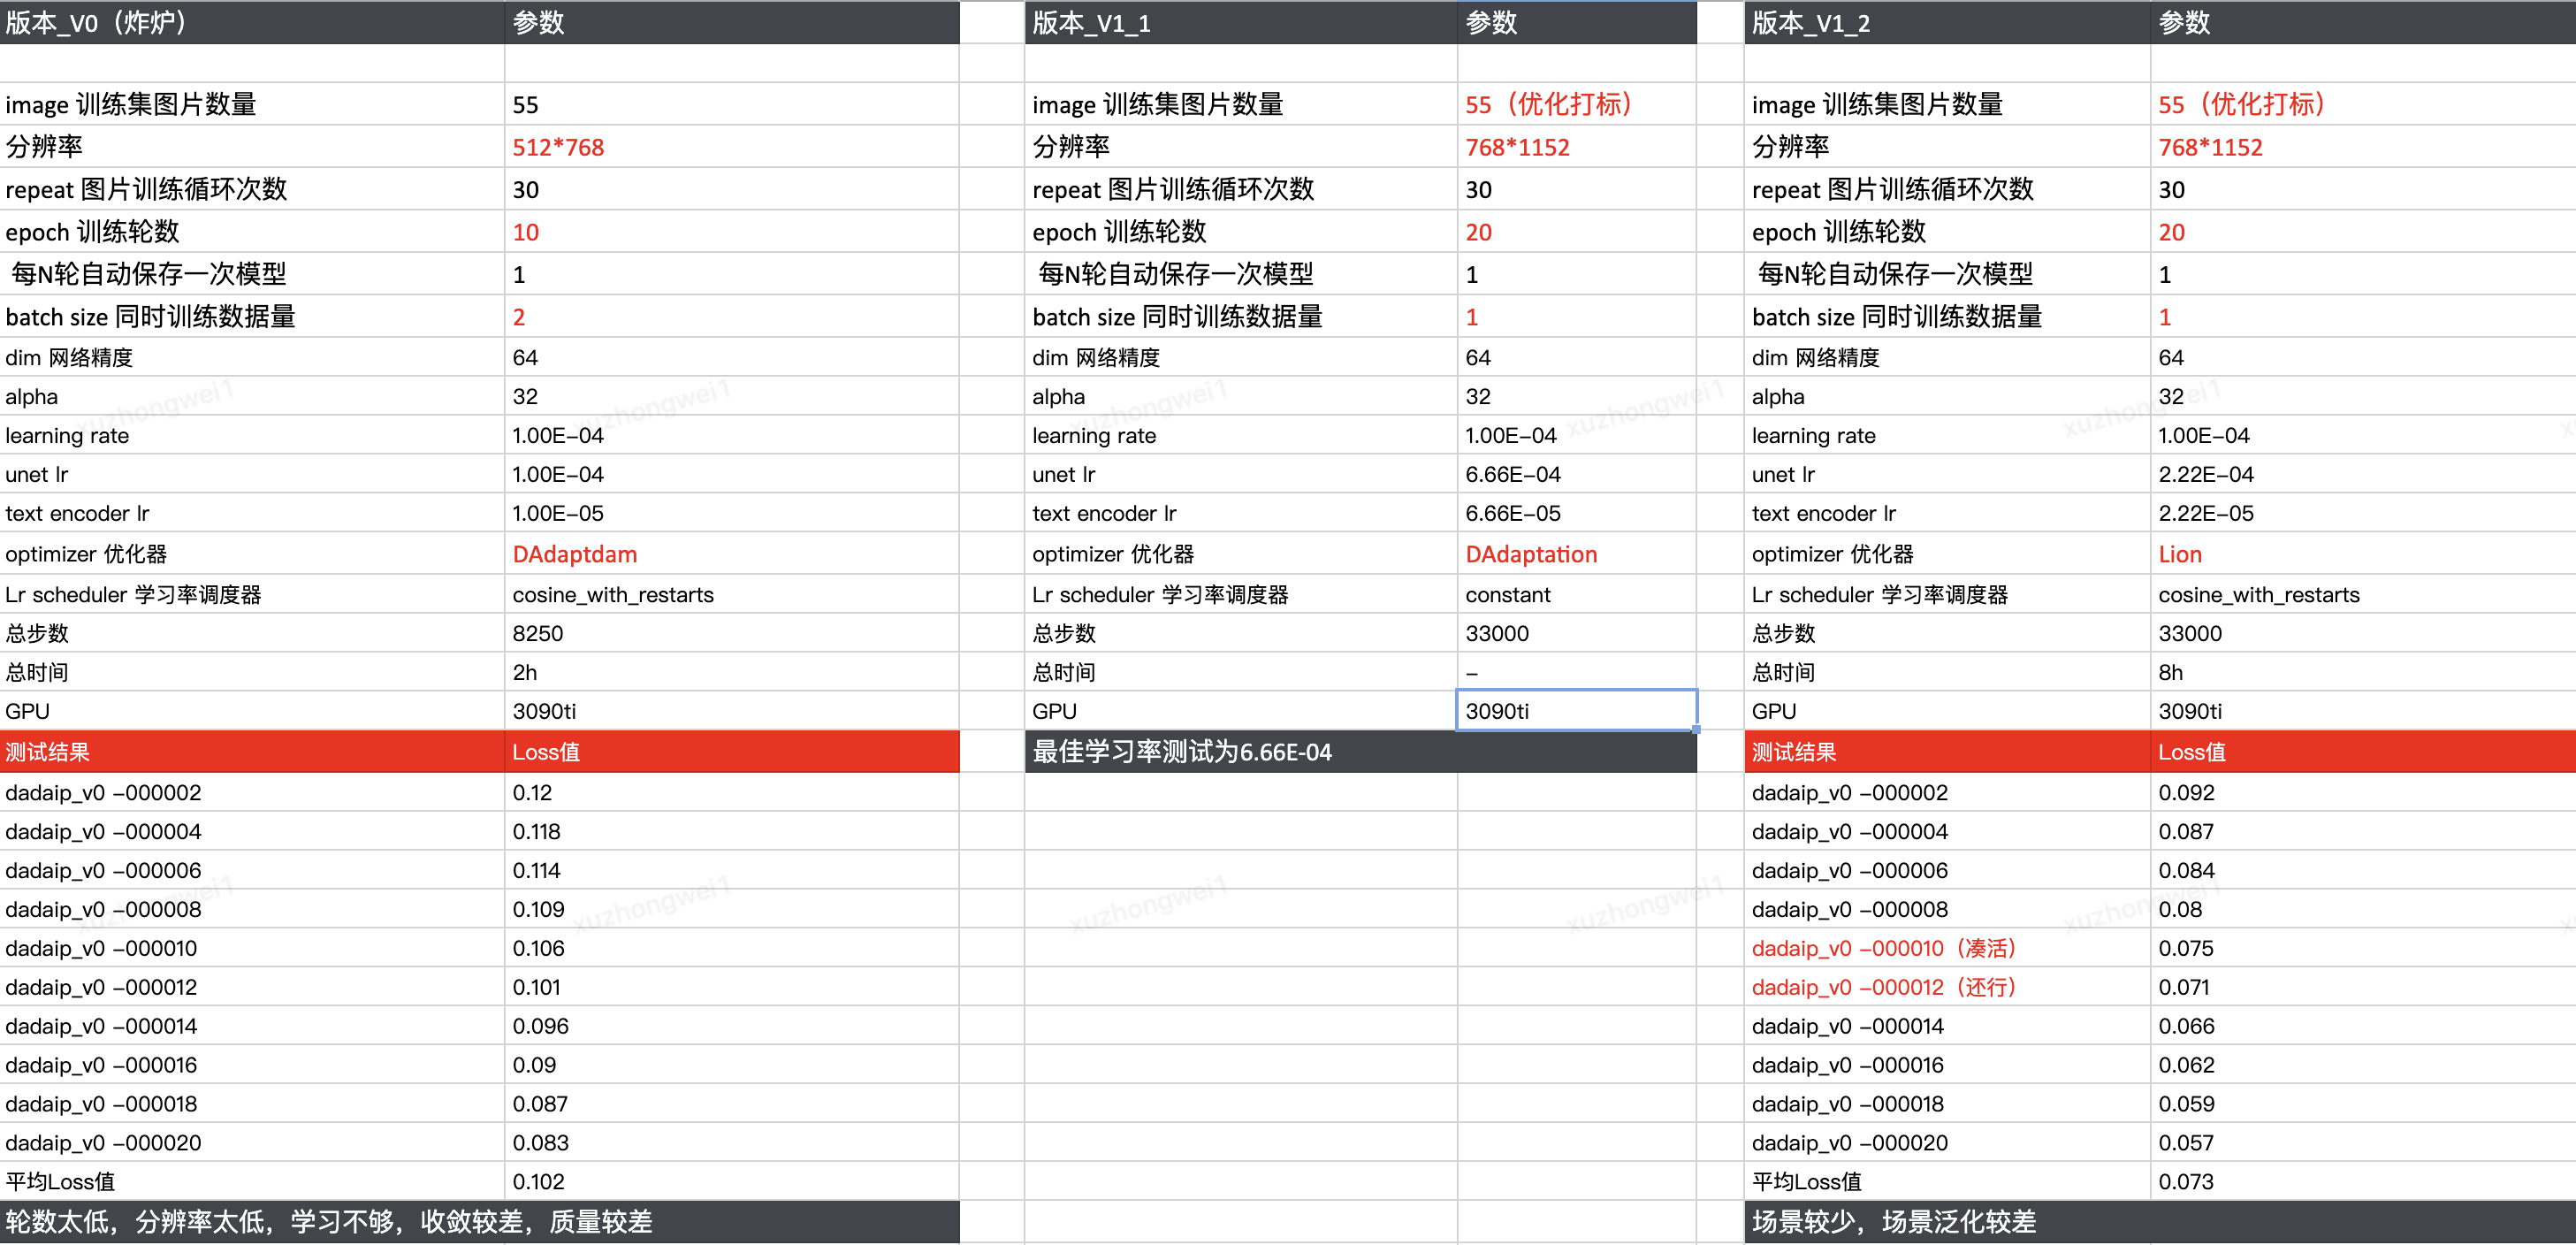 版本_V0（炸炉） 参数 版本_V1_1 参数 版本_V1_2 参数
image 训练集图片数量 55 image 训练集图片数量 55（优化打标） image 训练集图片数量 55（优化打标）
分辨率 512*768 分辨率 768*1152 分辨率 768*1152
repeat 图片训练循环次数 30 repeat 图片训练循环次数 30 repeat 图片训练循环次数 30
epoch 训练轮数 10 epoch 训练轮数 20 epoch 训练轮数 20
每N轮自动保存一次模型 1 每N轮自动保存一次模型 1 每N轮自动保存一次模型 1
batch size 同时训练数据量 2 batch size 同时训练数据量 1 batch size 同时训练数据量 1
dim 网络精度 64 dim 网络精度 64 dim 网络精度 64
alpha 32 alpha 32 alpha 32
learning rate 1.00E-04 learning rate 1.00E-04 learning rate 1.00E-04
unet lr 1.00E-04 unet lr 6.66E-04 unet lr 2.22E-04
text encoder lr 1.00E-05 text encoder lr 6.66E-05 text encoder lr 2.22E-05
optimizer 优化器 DAdaptdam optimizer 优化器 DAdaptation optimizer 优化器 Lion
Lr scheduler 学习率调度器 cosine_with_restarts Lr scheduler 学习率调度器 constant Lr scheduler 学习率调度器 cosine_with_restarts
总步数 8250 总步数 33000 总步数 33000
总时间 2h 总时间 – 总时间 8h
GPU 3090ti GPU 3090ti GPU 3090ti
测试结果 Loss值 最佳学习率测试为6.66E-04 测试结果 Loss值
dadaip_v0 -000002 0.12 dadaip_v0 -000002 0.092
dadaip_v0 -000004 0.118 dadaip_v0 -000004 0.087
dadaip_v0 -000006 0.114 dadaip_v0 -000006 0.084
dadaip_v0 -000008 0.109 dadaip_v0 -000008 0.08
dadaip_v0 -000010 0.106 dadaip_v0 -000010（凑活） 0.075
dadaip_v0 -000012 0.101 dadaip_v0 -000012（还行） 0.071
dadaip_v0 -000014 0.096 dadaip_v0 -000014 0.066
dadaip_v0 -000016 0.09 dadaip_v0 -000016 0.062
dadaip_v0 -000018 0.087 dadaip_v0 -000018 0.059
dadaip_v0 -000020 0.083 dadaip_v0 -000020 0.057
平均Loss值 0.102 平均Loss值 0.073
轮数太低，分辨率太低，学习不够，收敛较差，质量较差 场景较少，场景泛化较差
xuzhongwei1 xuzhongwei1 xuzhongwei1 xuzhongwei1 xuzhongwei1
xuzhongwei1 xuzhongwei1 xuzhongwei1 xuzhongwei1 xuzhongwei1